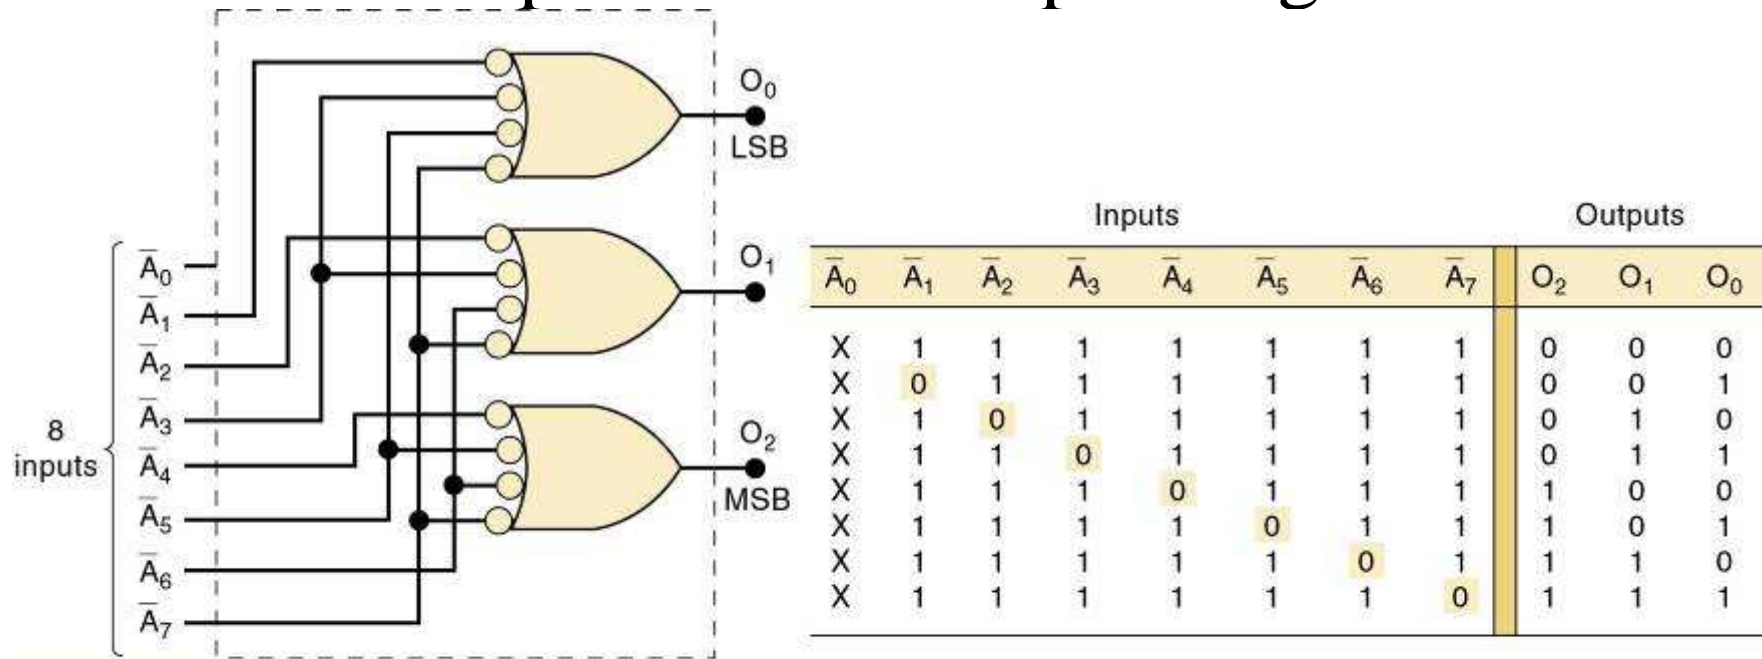 O₀
LSB
O₁
O₂
MSB
8
inputs
A̅₀
A̅₁
A̅₂
A̅₃
A̅₄
A̅₅
A̅₆
A̅₇
Inputs Outputs
A̅₀ A̅₁ A̅₂ A̅₃ A̅₄ A̅₅ A̅₆ A̅₇ O₂ O₁ O₀
X 1 1 1 1 1 1 1 0 0 0
X 0 1 1 1 1 1 1 0 0 1
X 1 0 1 1 1 1 1 0 1 0
X 1 1 0 1 1 1 1 0 1 1
X 1 1 1 0 1 1 1 1 0 0
X 1 1 1 1 0 1 1 1 0 1
X 1 1 1 1 1 0 1 1 1 0
X 1 1 1 1 1 1 0 1 1 1